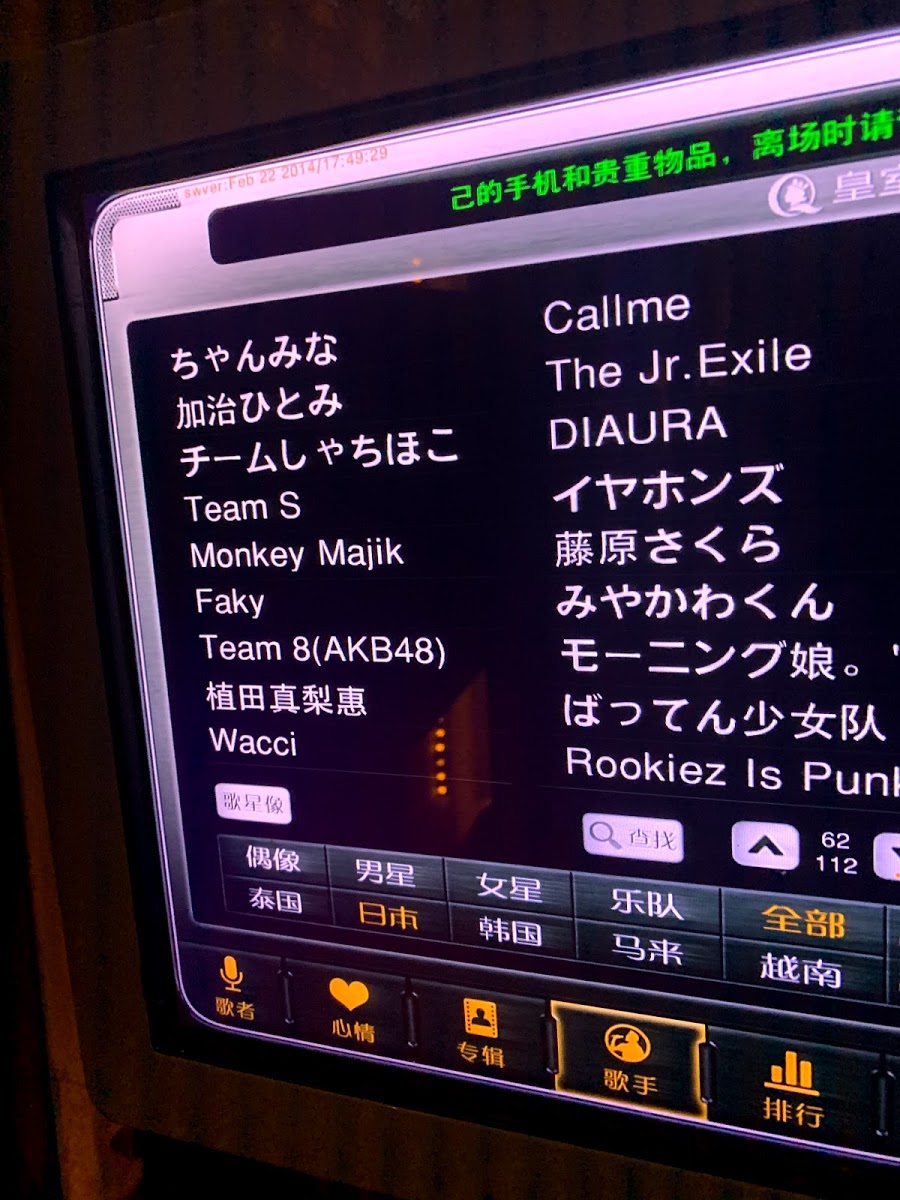 swver:Feb 22 2014/17:49:29
己的手机和贵重物品，离场时请
皇室
ちゃんみな
加治ひとみ
チームしゃちほこ
Team S
Monkey Majik
Faky
Team 8(AKB48)
植田真梨惠
Wacci
Callme
The Jr.Exile
DIAURA
イヤホンズ
藤原さくら
みやかわくん
モーニング娘。'
ばってん少女队
Rookiez Is Punk
歌星像
查找
62
112
偶像 男星 女星 乐队 全部
泰国 日本 韩国 马来 越南
歌者 心情 专辑 歌手 排行